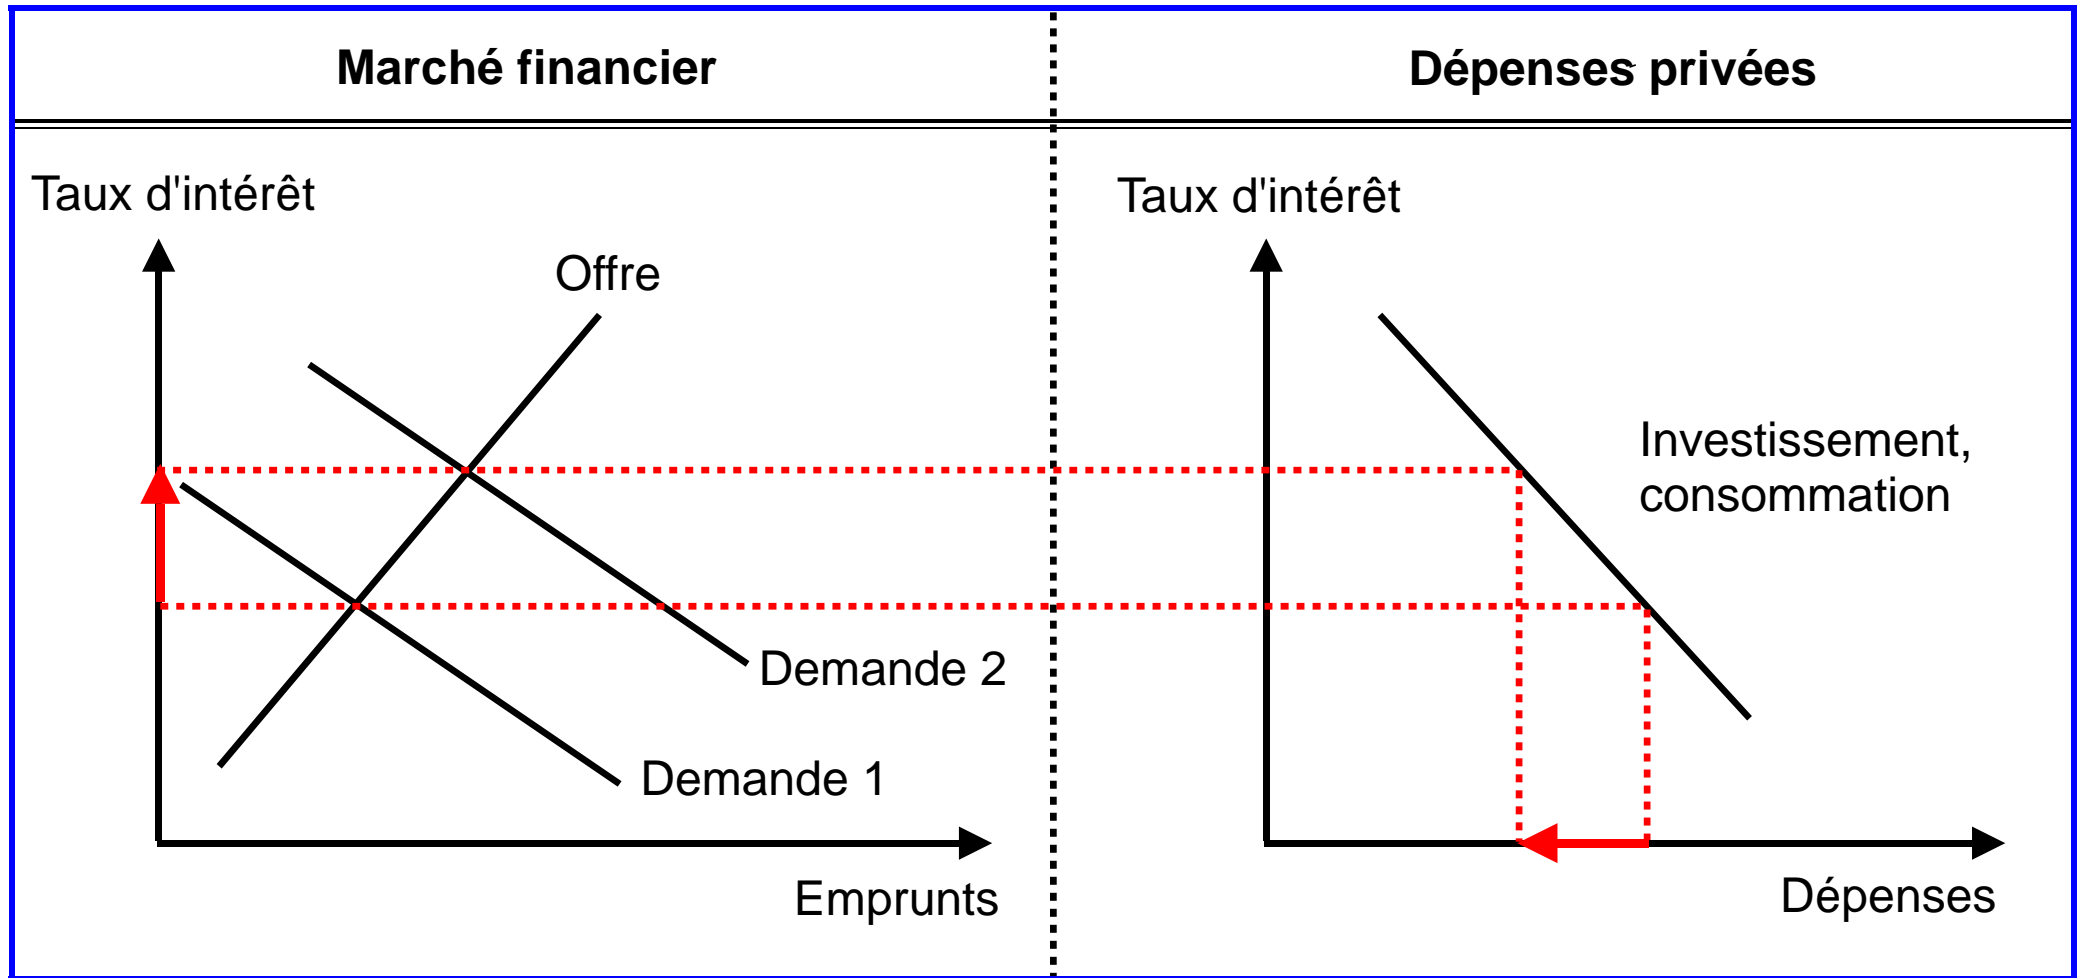 Marché financier
Dépenses privées
Taux d'intérêt
Taux d'intérêt
Offre
Investissement,
consommation
Demande 2
Demande 1
Emprunts
Dépenses